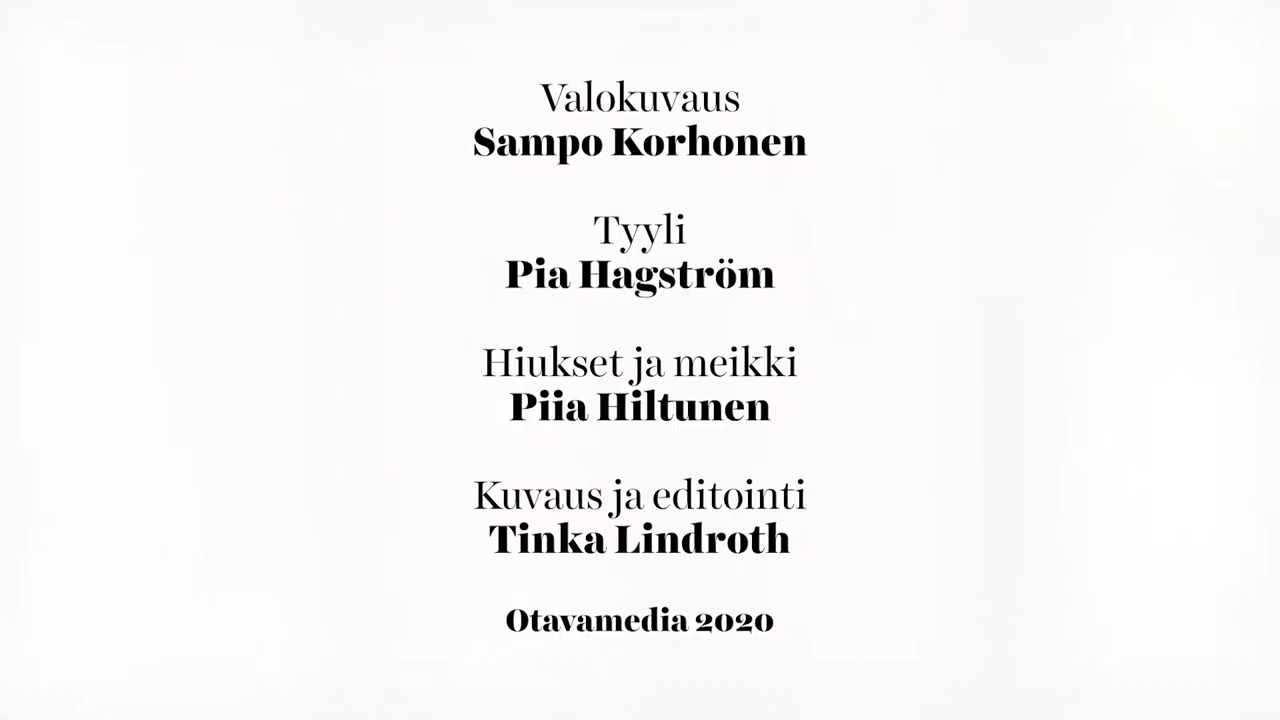 Valokuvaus
Sampo Korhonen
Tyyli
Pia Hagström
Hiukset ja meikki
Piia Hiltunen
Kuvaus ja editointi
Tinka Lindroth
Otavamedia 2020